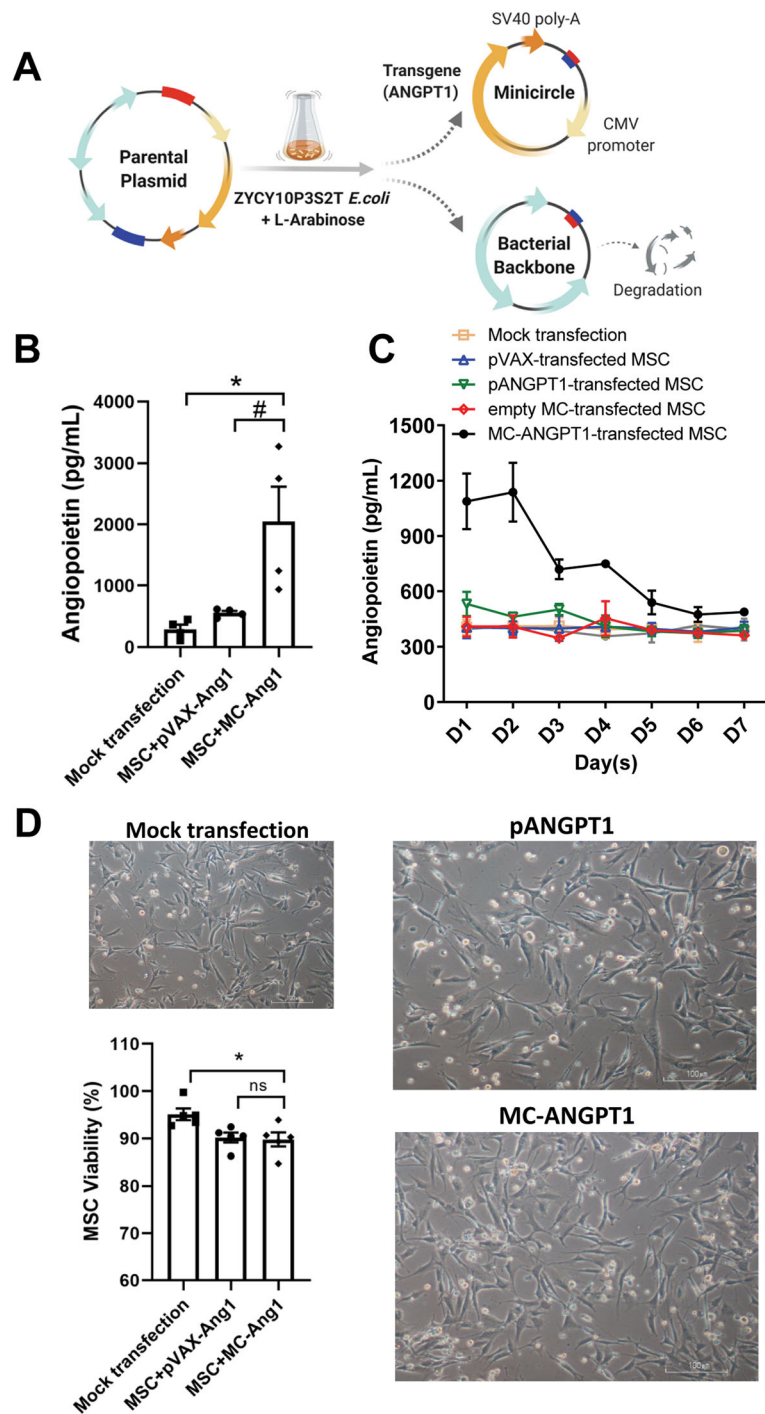 A
SV40 poly-A
Transgene
(ANGPT1)
Minicircle
CMV
promoter
Parental
Plasmid
ZYCY10P3S2T E.coli
+ L-Arabinose
Bacterial
Backbone
Degradation
B
Angiopoietin (pg/mL)
4000
3000
2000
1000
0
*
#
Mock transfection
MSC+pVAX-Ang1
MSC+MC-Ang1
C
Mock transfection
pVAX-transfected MSC
pANGPT1-transfected MSC
empty MC-transfected MSC
MC-ANGPT1-transfected MSC
Angiopoietin (pg/mL)
1500
1200
900
600
300
0
D1
D2
D3
D4
D5
D6
D7
Day(s)
D
Mock transfection
MSC Viability (%)
110
100
90
80
70
60
*
ns
Mock transfection
MSC+pVAX-Ang1
MSC+MC-Ang1
pANGPT1
100μm
MC-ANGPT1
100μm